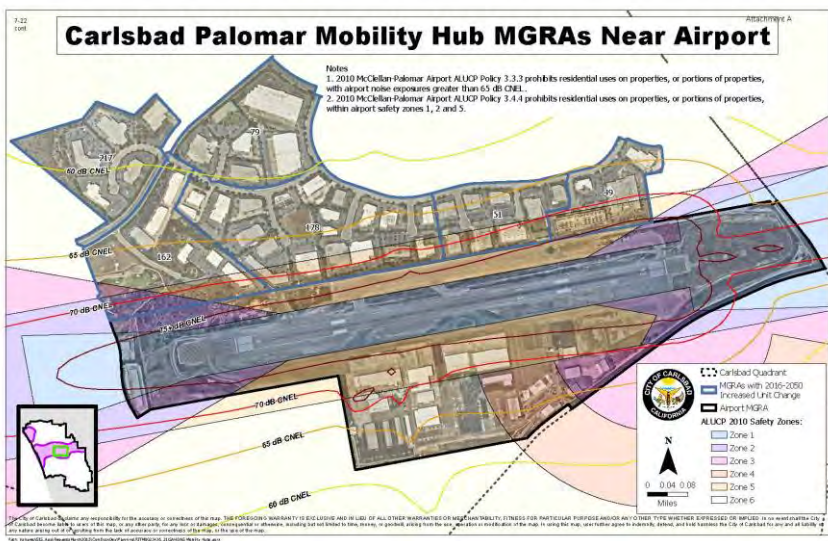 7-22
cont
Attachment A
Carlsbad Palomar Mobility Hub MGRAs Near Airport
Notes
1. 2010 McClellan-Palomar Airport ALUCP Policy 3.3.3 prohibits residential uses on properties, or portions of properties,
with airport noise exposures greater than 65 dB CNEL.
2. 2010 McClellan-Palomar Airport ALUCP Policy 3.4.4 prohibits residential uses on properties, or portions of properties,
within airport safety zones 1, 2 and 5.
79
217
60 dB CNEL
49
51
128
65 dB CNEL
162
70 dB CNEL
75+ dB CNEL
70 dB CNEL
65 dB CNEL
60 dB CNEL
CITY OF CARLSBAD
CALIFORNIA
N
0 0.04 0.08
Miles
Carlsbad Quadrant
MGRAs with 2016-2050
Increased Unit Change
Airport MGRA
ALUCP 2010 Safety Zones:
Zone 1
Zone 2
Zone 3
Zone 4
Zone 5
Zone 6